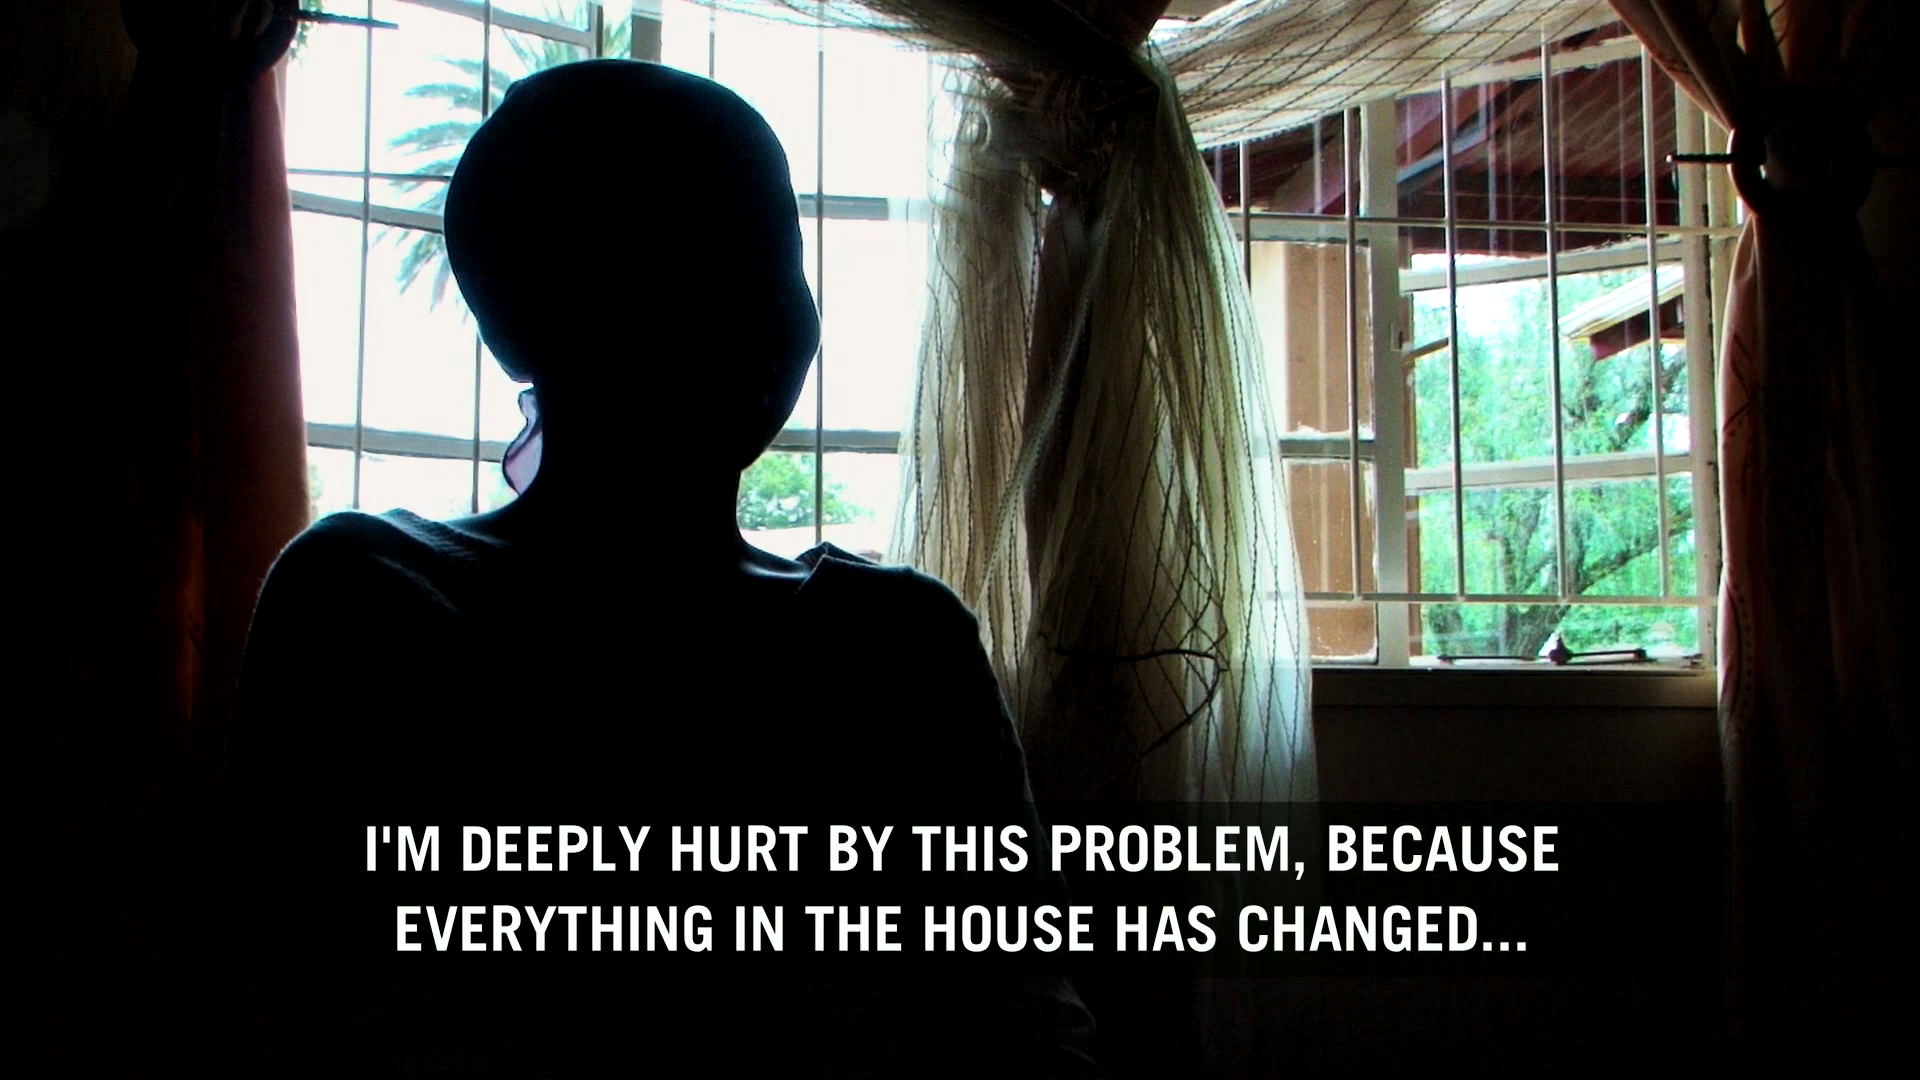 I'M DEEPLY HURT BY THIS PROBLEM, BECAUSE
EVERYTHING IN THE HOUSE HAS CHANGED...